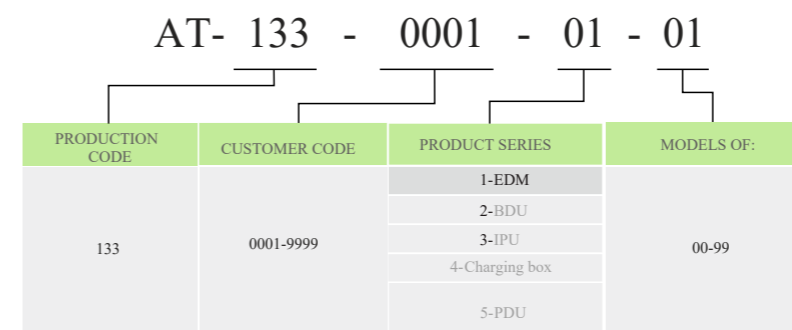 AT- 133 - 0001 - 01 - 01
PRODUCTION CODE
CUSTOMER CODE
PRODUCT SERIES
MODELS OF:
133
0001-9999
1-EDM
2-BDU
3-IPU
4-Charging box
5-PDU
00-99